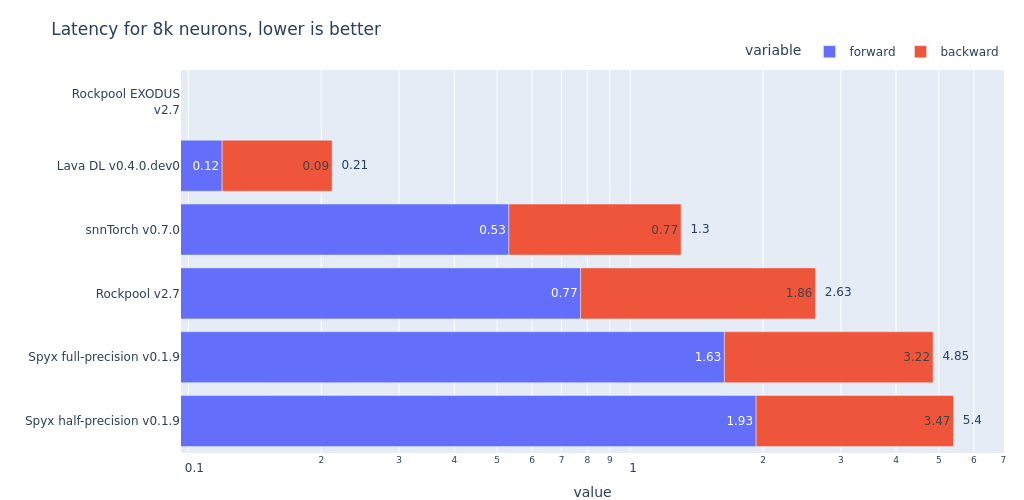 Latency for 8k neurons, lower is better
variable forward backward
Rockpool EXODUS
v2.7
Lava DL v0.4.0.dev0 0.12 0.09 0.21
snnTorch v0.7.0 0.53 0.77 1.3
Rockpool v2.7 0.77 1.86 2.63
Spyx full-precision v0.1.9 1.63 3.22 4.85
Spyx half-precision v0.1.9 1.93 3.47 5.4
0.1 2 3 4 5 6 7 8 9 1 2 3 4 5 6 7
value